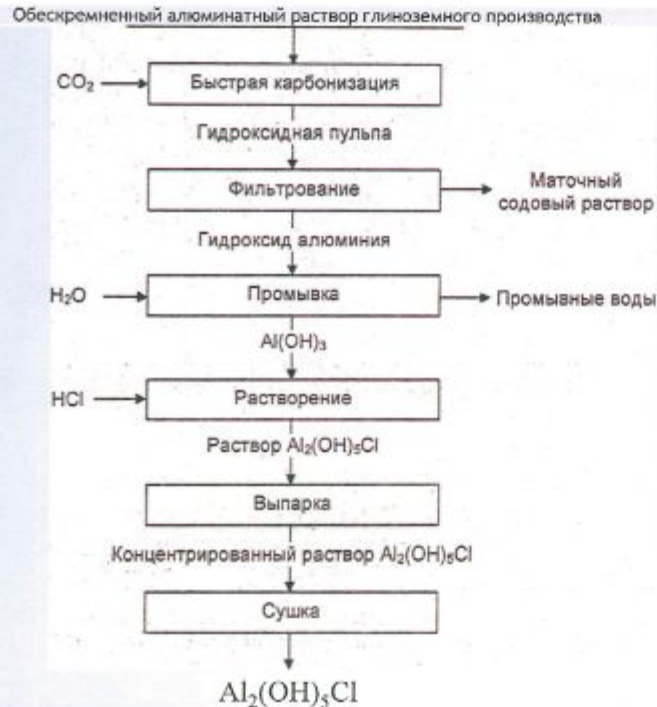 Обескремненный алюминатный раствор глиноземного производства
CO₂
Быстрая карбонизация
Гидроксидная пульпа
Фильтрование
Маточный
содовый раствор
Гидроксид алюминия
H₂O
Промывка
Промывные воды
Al(OH)₃
HCl
Растворение
Раствор Al₂(OH)₅Cl
Выпарка
Концентрированный раствор Al₂(OH)₅Cl
Сушка
Al₂(OH)₅Cl